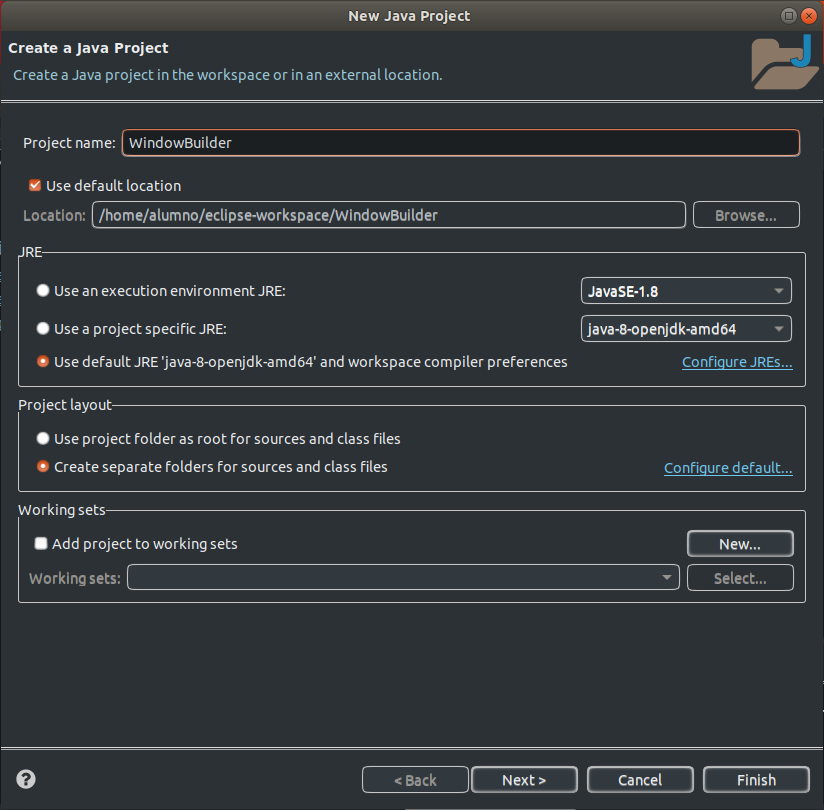 New Java Project
Create a Java Project
Create a Java project in the workspace or in an external location.
Project name: WindowBuilder
Use default location
Location: /home/alumno/eclipse-workspace/WindowBuilder Browse...
JRE
Use an execution environment JRE: JavaSE-1.8
Use a project specific JRE: java-8-openjdk-amd64
Use default JRE 'java-8-openjdk-amd64' and workspace compiler preferences Configure JREs...
Project layout
Use project folder as root for sources and class files
Create separate folders for sources and class files Configure default...
Working sets
Add project to working sets New...
Working sets: Select...
? < Back Next > Cancel Finish